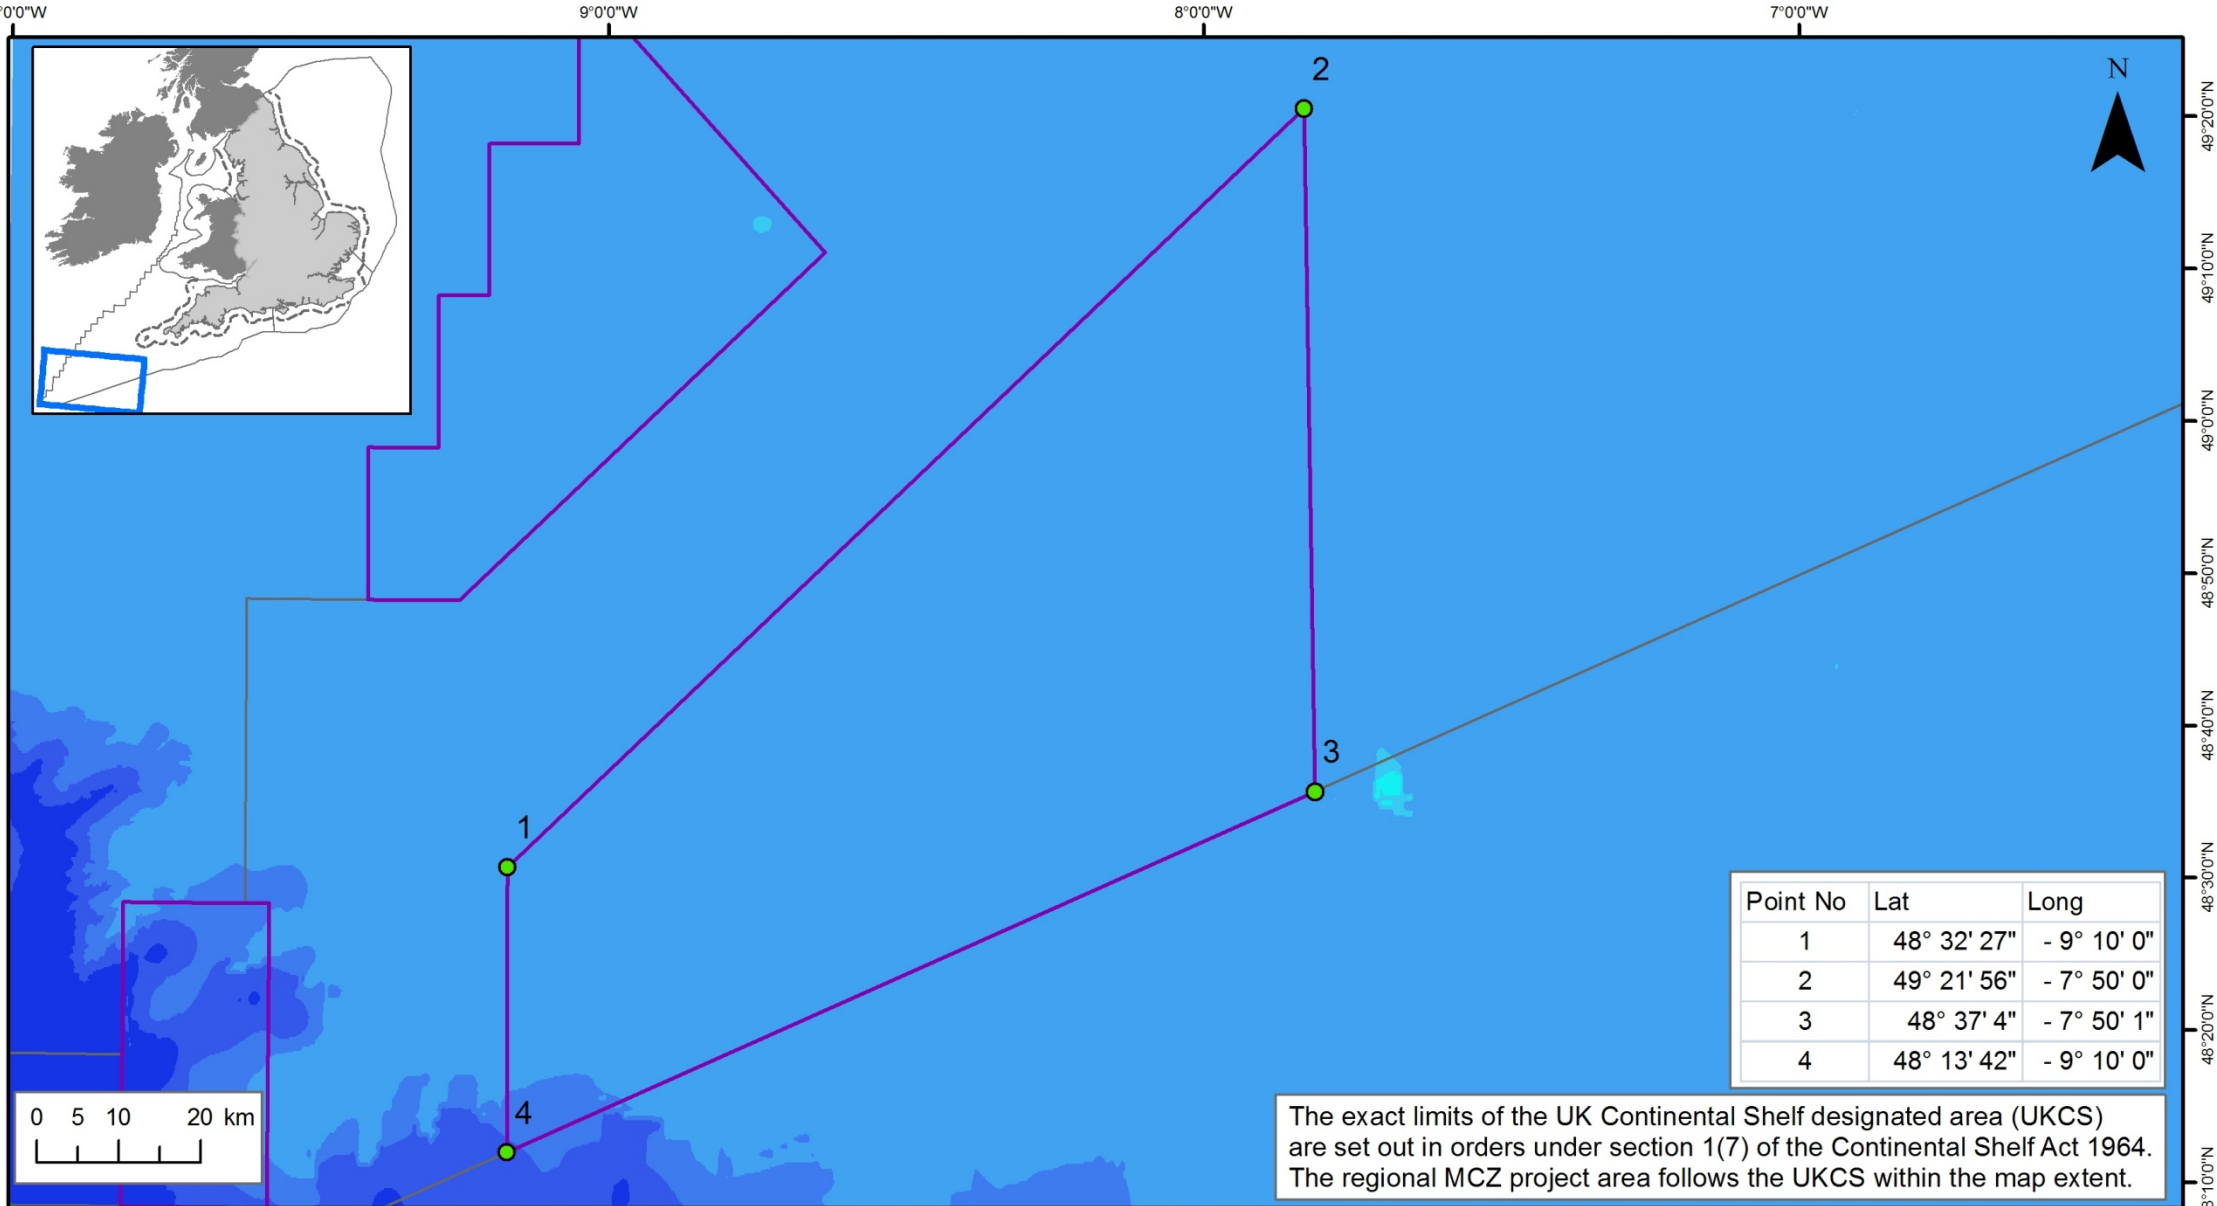 °0'0"W 9°0'0"W 8°0'0"W 7°0'0"W
2
N
49°20'0"N
49°10'0"N
49°0'0"N
48°50'0"N
48°40'0"N
3
1
48°30'0"N
Point No Lat Long
1 48° 32' 27" - 9° 10' 0"
2 49° 21' 56" - 7° 50' 0"
3 48° 37' 4" - 7° 50' 1"
4 48° 13' 42" - 9° 10' 0"
48°20'0"N
0 5 10 20 km
4
The exact limits of the UK Continental Shelf designated area (UKCS)
are set out in orders under section 1(7) of the Continental Shelf Act 1964.
The regional MCZ project area follows the UKCS within the map extent.
8°10'0"N